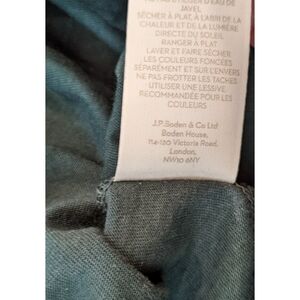 JAVEL
SÉCHER À PLAT, À L'ABRI DE LA
CHALEUR ET DE LA LUMIÈRE
DIRECTE DU SOLEIL
RANGER À PLAT
LAVER ET FAIRE SÉCHER
LES COULEURS FONCÉES
SÉPARÉMENT ET SUR L'ENVERS
NE PAS FROTTER LES TACHES
UTILISER UNE LESSIVE
RECOMMANDÉE POUR LES
COULEURS
J.P.Boden & Co Ltd
Boden House,
114-120 Victoria Road,
London,
NW10 6NY